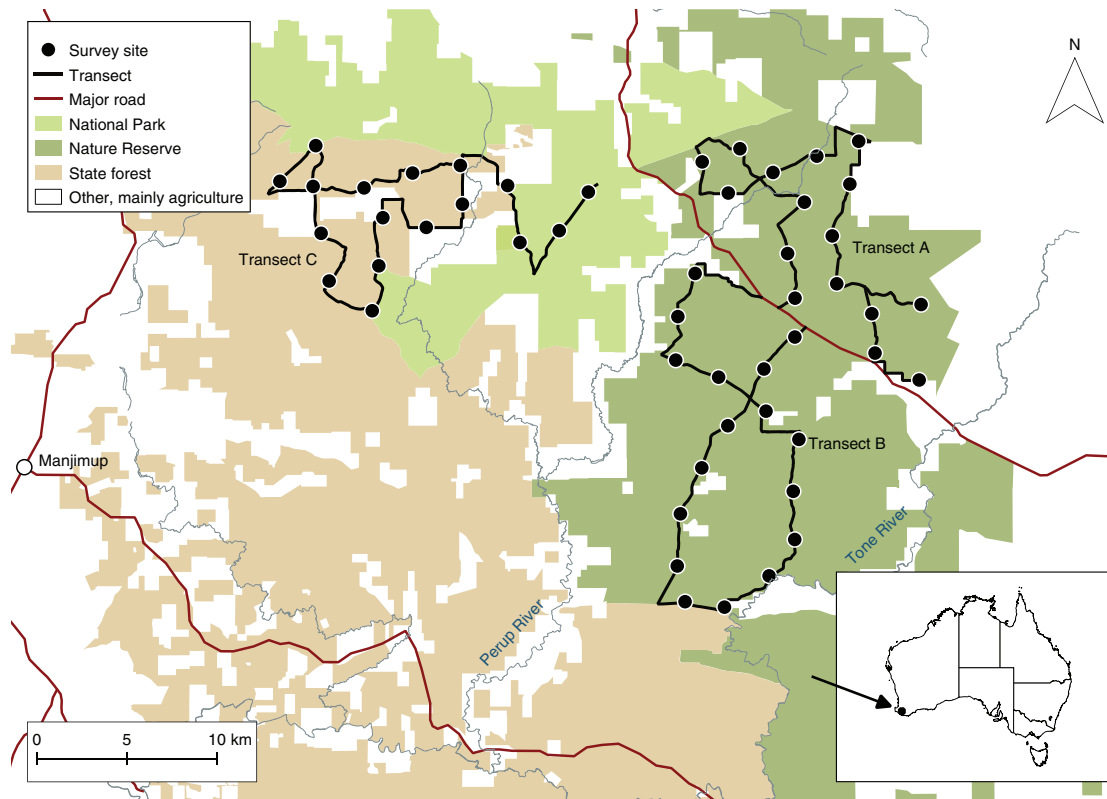 Survey site
Transect
Major road
National Park
Nature Reserve
State forest
Other, mainly agriculture
N
Transect A
Transect C
Transect B
Manjimup
Tone River
Perup River
0 5 10 km